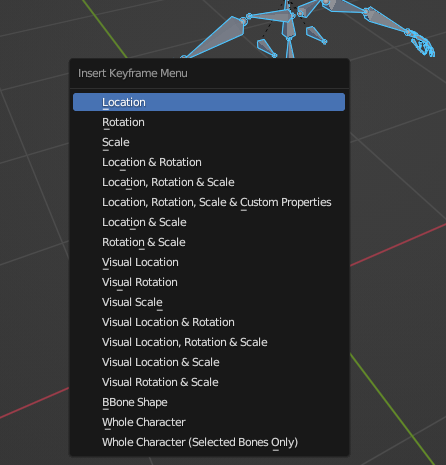 Insert Keyframe Menu
Location
Rotation
Scale
Location & Rotation
Location, Rotation & Scale
Location, Rotation, Scale & Custom Properties
Location & Scale
Rotation & Scale
Visual Location
Visual Rotation
Visual Scale
Visual Location & Rotation
Visual Location, Rotation & Scale
Visual Location & Scale
Visual Rotation & Scale
BBone Shape
Whole Character
Whole Character (Selected Bones Only)